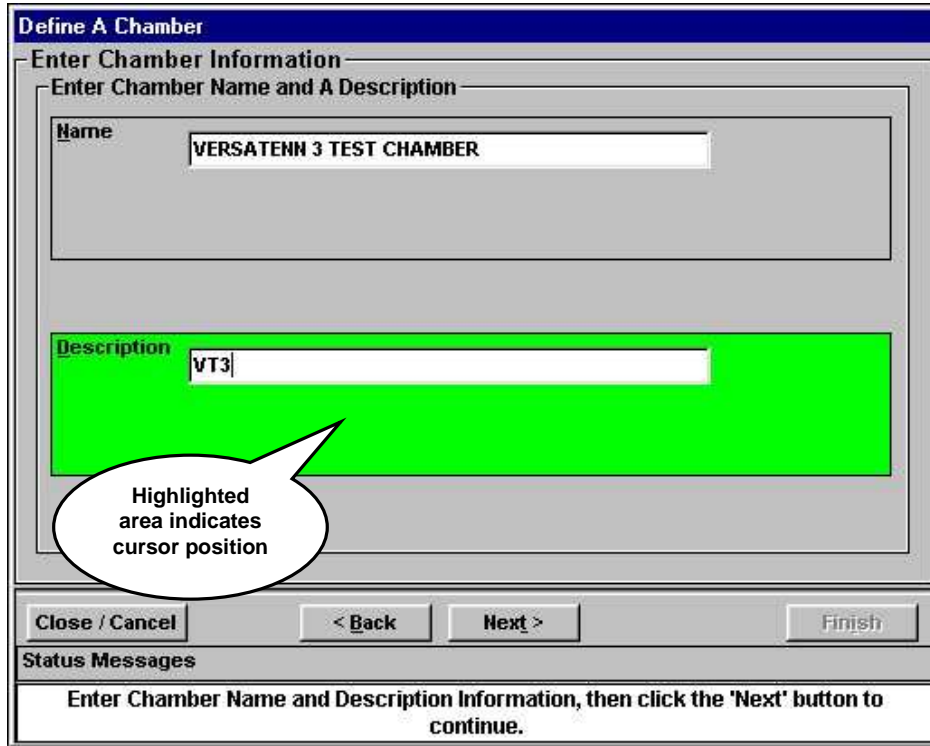 Define A Chamber
Enter Chamber Information
Enter Chamber Name and A Description
Name
VERSATENN 3 TEST CHAMBER
Description
VT3
Highlighted
area indicates
cursor position
Close / Cancel
< Back
Next >
Finish
Status Messages
Enter Chamber Name and Description Information, then click the 'Next' button to
continue.